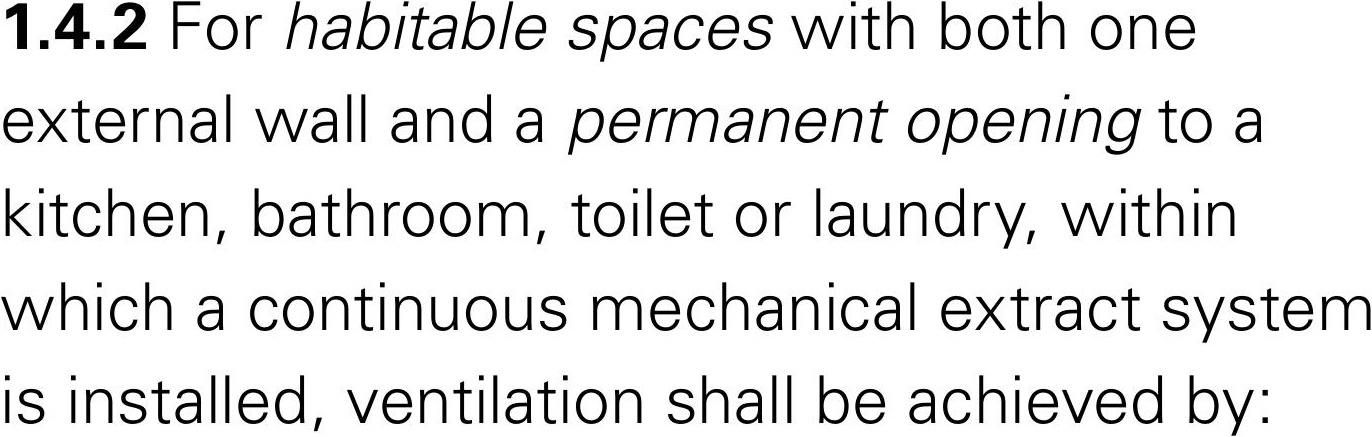 1.4.2 For habitable spaces with both one
external wall and a permanent opening to a
kitchen, bathroom, toilet or laundry, within
which a continuous mechanical extract system
is installed, ventilation shall be achieved by: